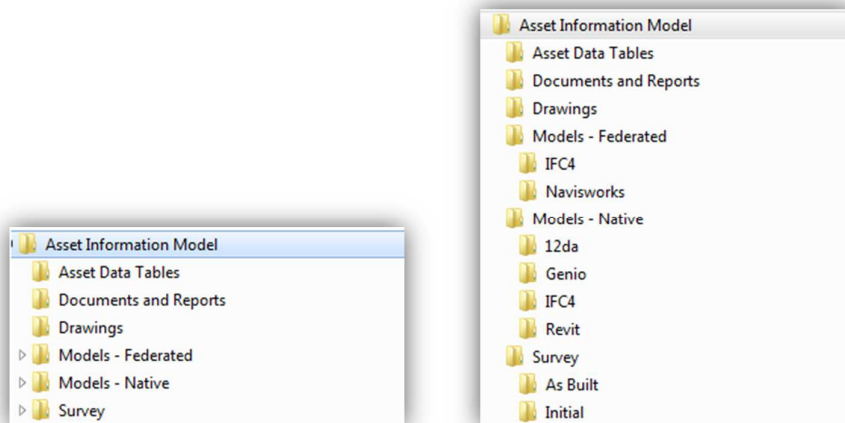 Asset Information Model
Asset Data Tables
Documents and Reports
Drawings
Models - Federated
Models - Native
Survey
Asset Information Model
Asset Data Tables
Documents and Reports
Drawings
Models - Federated
IFC4
Navisworks
Models - Native
12da
Genio
IFC4
Revit
Survey
As Built
Initial